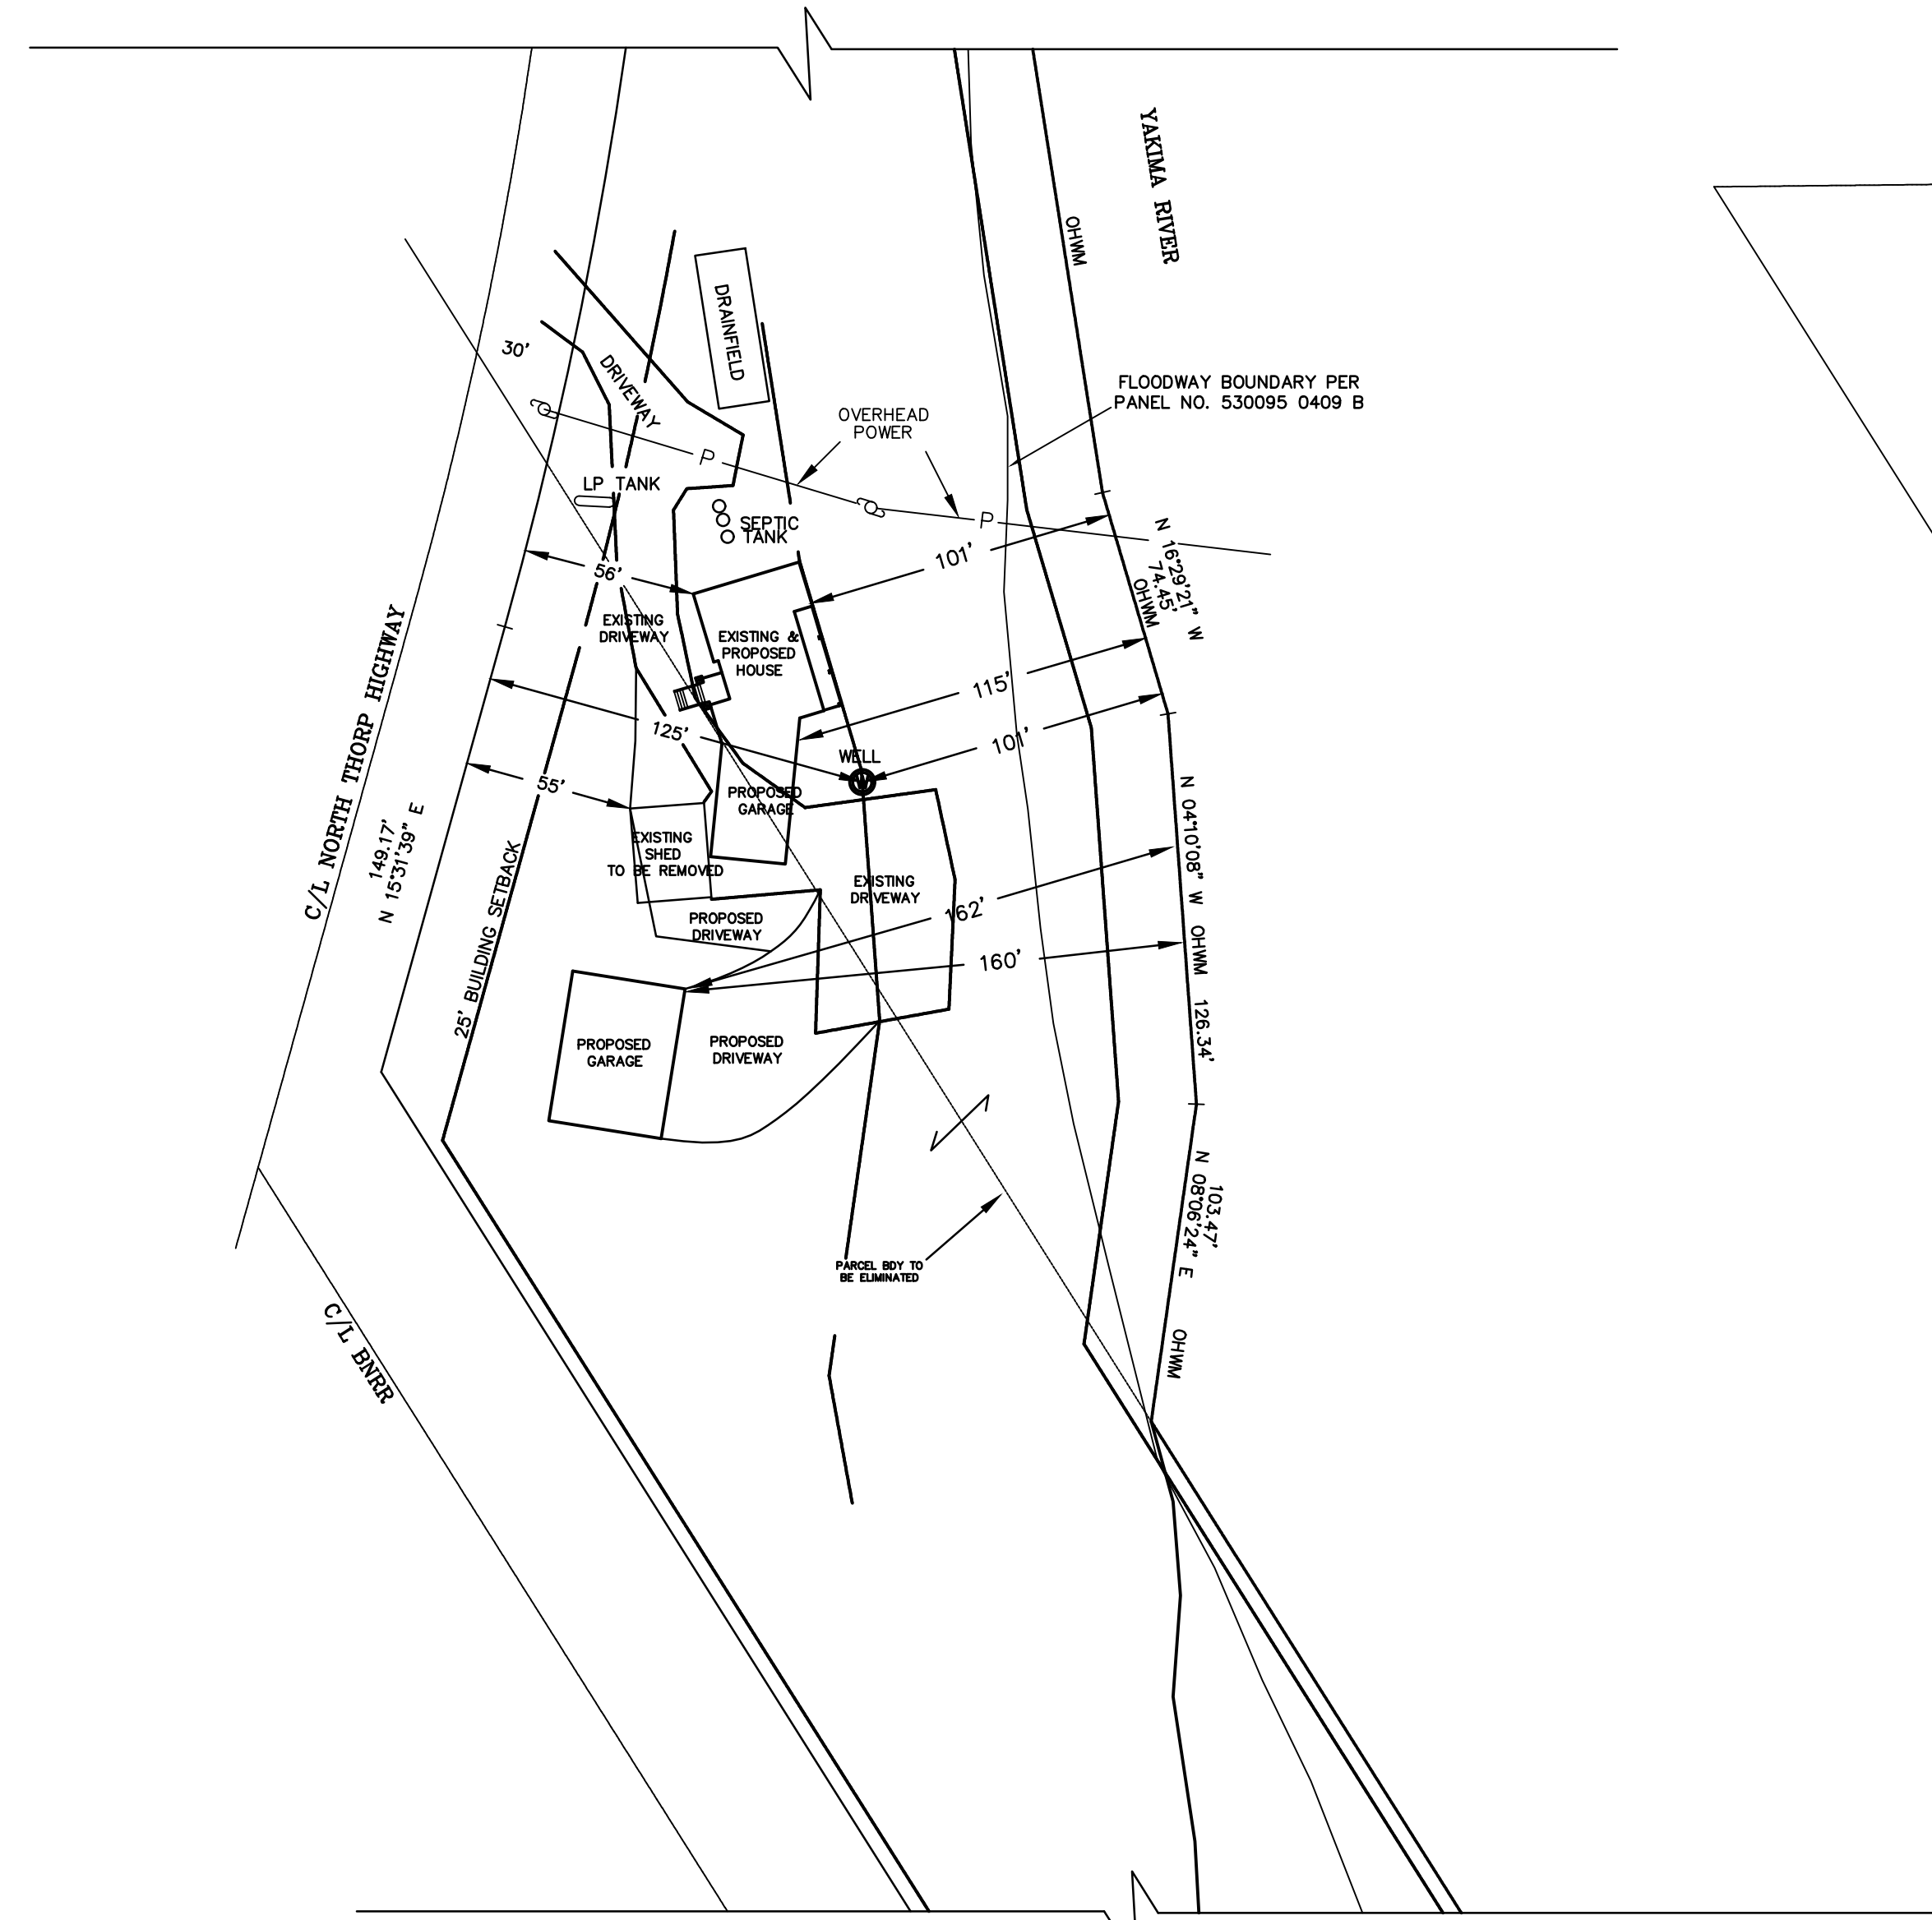 YAKIMA RIVER
OHWM
DRAINFIELD
30'
DRIVEWAY
FLOODWAY BOUNDARY PER
PANEL NO. 530095 0409 B
OVERHEAD
POWER
P
LP TANK
SEPTIC
TANK
P
101'
N 16°29'21" W
74.45'
OHWM
56'
EXISTING
DRIVEWAY
EXISTING &
PROPOSED
HOUSE
115'
125'
101'
WELL
W
55'
PROPOSED
GARAGE
C/L NORTH THORP HIGHWAY
149.17'
N 15°31'39" E
25' BUILDING SETBACK
EXISTING
SHED
TO BE REMOVED
EXISTING
DRIVEWAY
N 04°10'08" W OHWM 126.34'
PROPOSED
DRIVEWAY
162'
160'
PROPOSED
GARAGE
PROPOSED
DRIVEWAY
103.47'
N 08°06'24" E
OHWM
PARCEL BDY TO
BE ELIMINATED
C/L BNRR